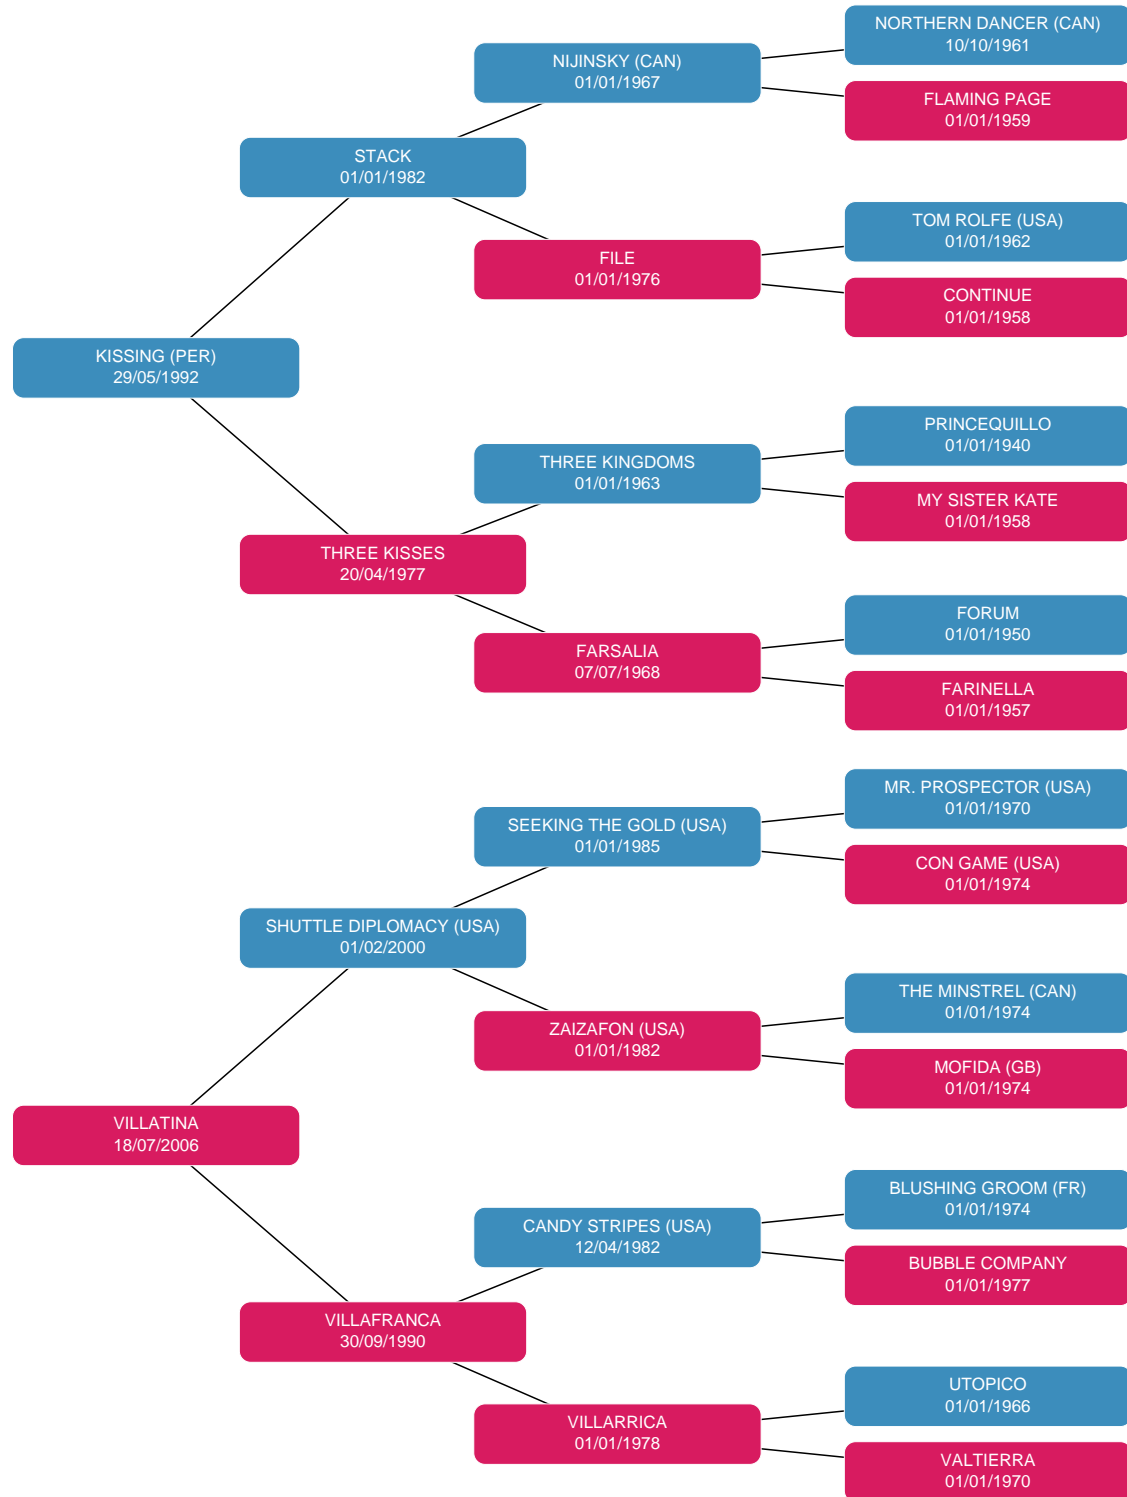 NORTHERN DANCER (CAN)
10/10/1961
NIJINSKY (CAN)
01/01/1967
FLAMING PAGE
01/01/1959
STACK
01/01/1982
TOM ROLFE (USA)
01/01/1962
FILE
01/01/1976
CONTINUE
01/01/1958
KISSING (PER)
29/05/1992
PRINCEQUILLO
01/01/1940
THREE KINGDOMS
01/01/1963
MY SISTER KATE
01/01/1958
THREE KISSES
20/04/1977
FORUM
01/01/1950
FARSALIA
07/07/1968
FARINELLA
01/01/1957
MR. PROSPECTOR (USA)
01/01/1970
SEEKING THE GOLD (USA)
01/01/1985
CON GAME (USA)
01/01/1974
SHUTTLE DIPLOMACY (USA)
01/02/2000
THE MINSTREL (CAN)
01/01/1974
ZAIZAFON (USA)
01/01/1982
MOFIDA (GB)
01/01/1974
VILLATINA
18/07/2006
BLUSHING GROOM (FR)
01/01/1974
CANDY STRIPES (USA)
12/04/1982
BUBBLE COMPANY
01/01/1977
VILLAFRANCA
30/09/1990
UTOPICO
01/01/1966
VILLARRICA
01/01/1978
VALTIERRA
01/01/1970